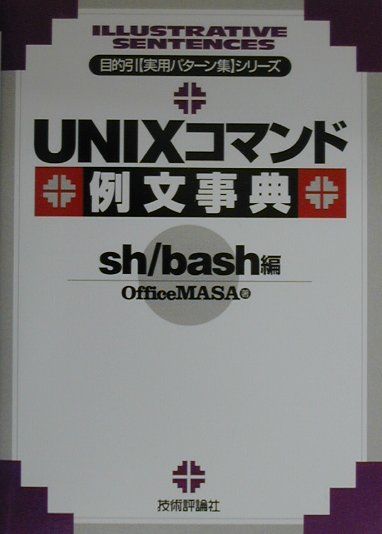 ILLUSTRATIVE
SENTENCES
目的引【実用パターン集】シリーズ
UNIXコマンド
例文事典
sh/bash編
OfficeMASA著
技術評論社